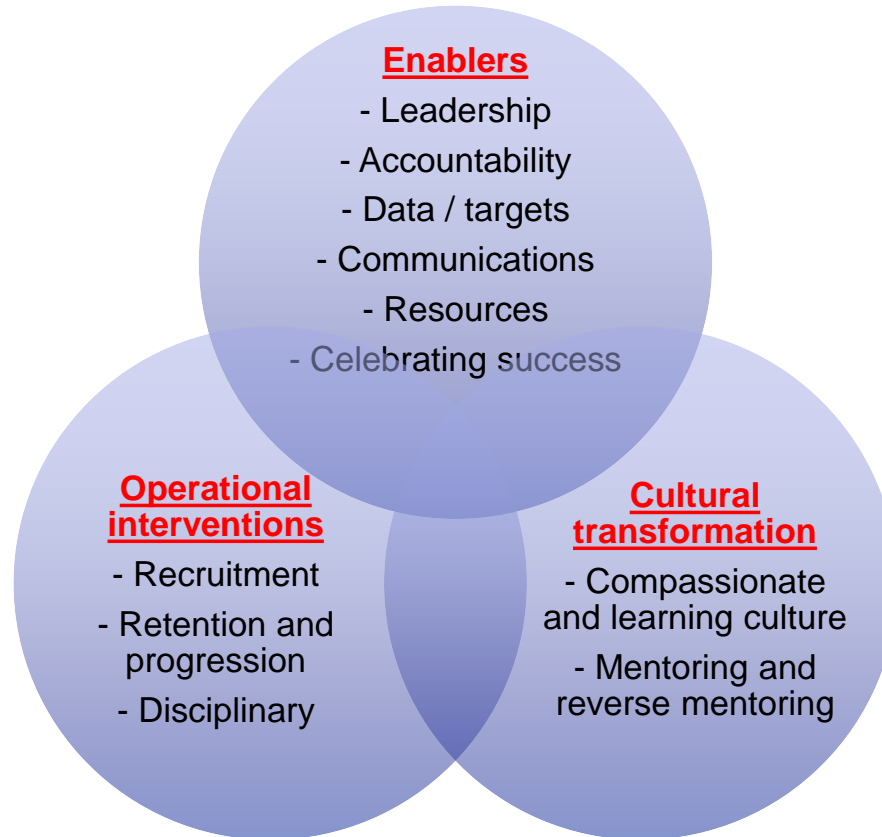 Enablers
- Leadership
- Accountability
- Data / targets
- Communications
- Resources
- Celebrating success
Operational
interventions
- Recruitment
- Retention and
progression
- Disciplinary
Cultural
transformation
- Compassionate
and learning culture
- Mentoring and
reverse mentoring